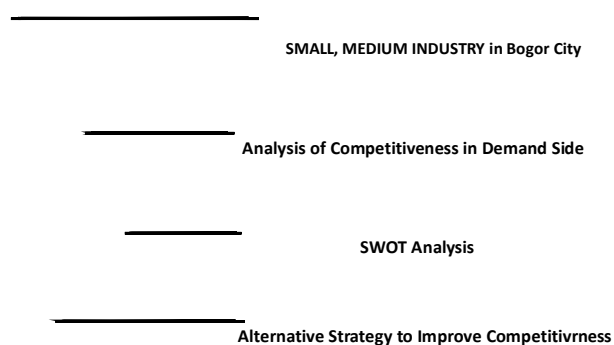 SMALL, MEDIUM INDUSTRY in Bogor City
Analysis of Competitiveness in Demand Side
SWOT Analysis
Alternative Strategy to Improve Competitivrness